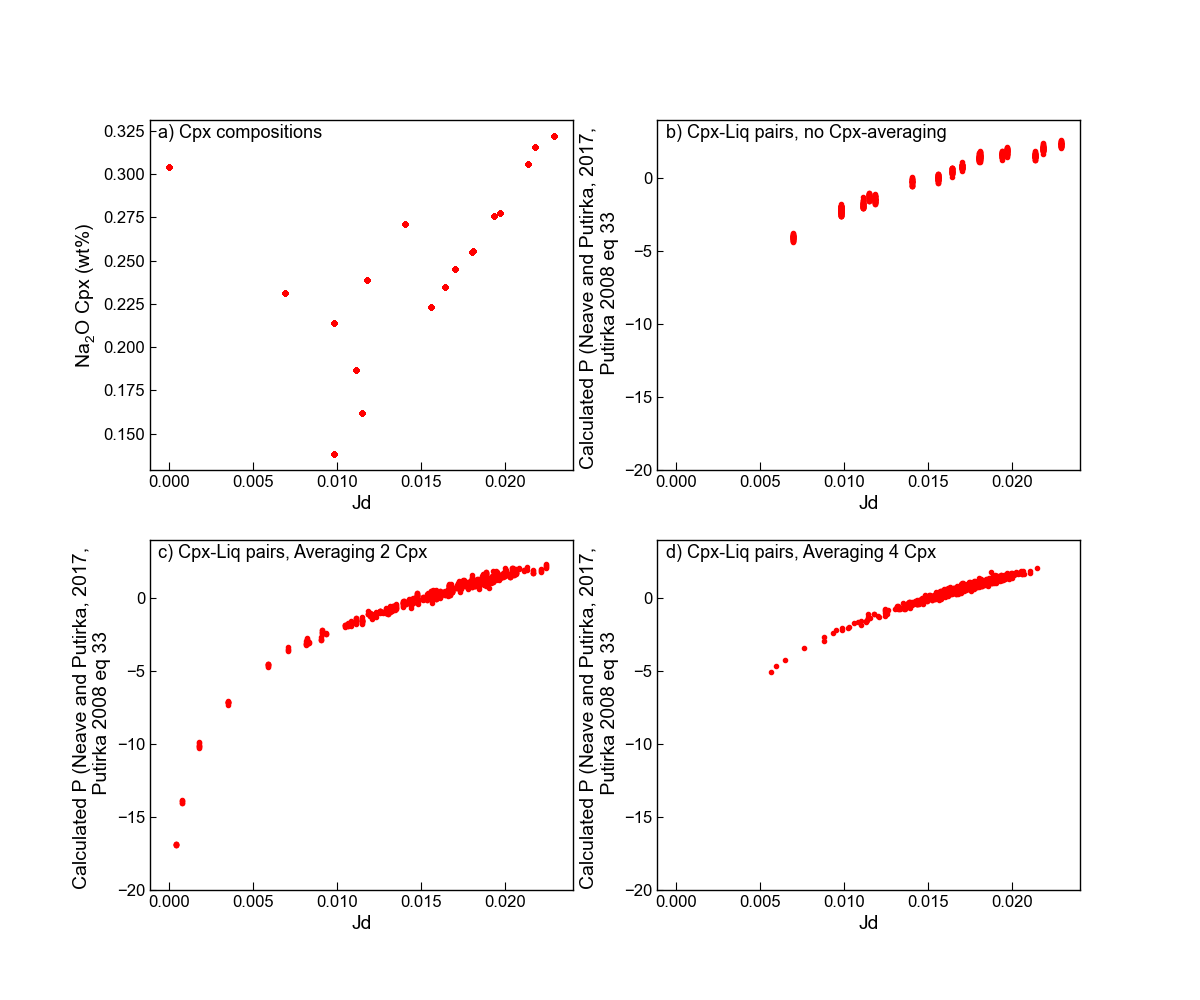 a) Cpx compositions
Na2O Cpx (wt%)
0.325
0.300
0.275
0.250
0.225
0.200
0.175
0.150
0.000 0.005 0.010 0.015 0.020
Jd
b) Cpx-Liq pairs, no Cpx-averaging
Calculated P (Neave and Putirka, 2017,
Putirka 2008 eq 33
0
−5
−10
−15
−20
0.000 0.005 0.010 0.015 0.020
Jd
c) Cpx-Liq pairs, Averaging 2 Cpx
Calculated P (Neave and Putirka, 2017,
Putirka 2008 eq 33
0
−5
−10
−15
−20
0.000 0.005 0.010 0.015 0.020
Jd
d) Cpx-Liq pairs, Averaging 4 Cpx
Calculated P (Neave and Putirka, 2017,
Putirka 2008 eq 33
0
−5
−10
−15
−20
0.000 0.005 0.010 0.015 0.020
Jd